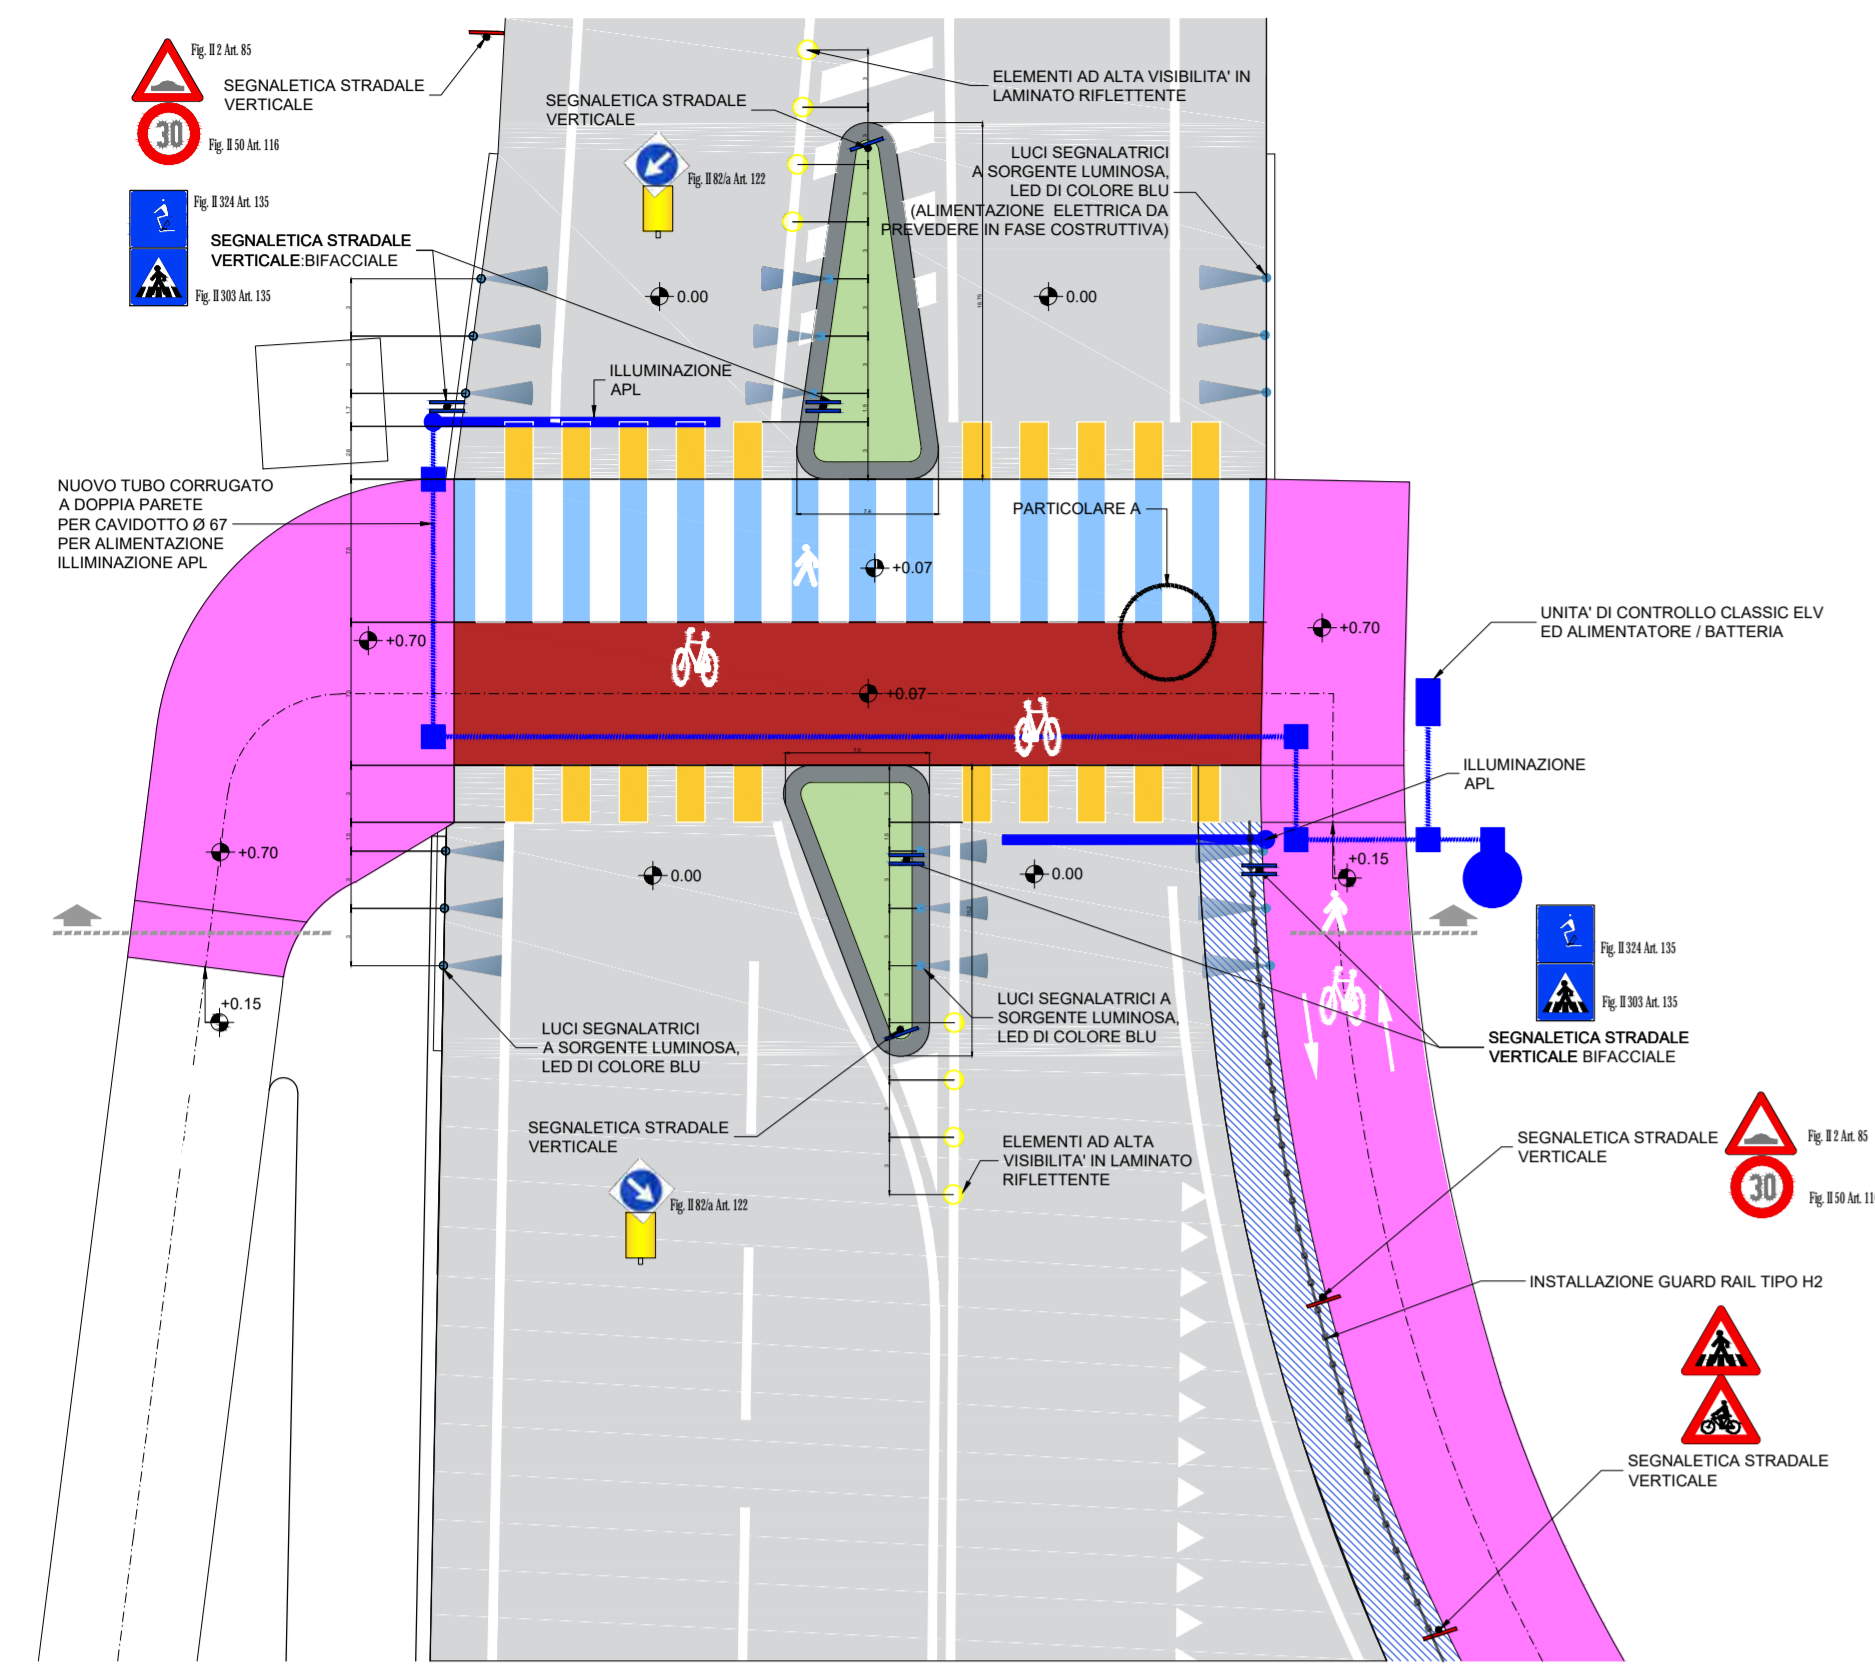 Fig. II 2 Art. 85
SEGNALETICA STRADALE
VERTICALE
30
Fig. II 50 Art. 116
Fig. II 324 Art. 135
SEGNALETICA STRADALE
VERTICALE:BIFACCIALE
Fig. II 303 Art. 135
SEGNALETICA STRADALE
VERTICALE
Fig. II 82/a Art. 122
ELEMENTI AD ALTA VISIBILITA' IN
LAMINATO RIFLETTENTE
LUCI SEGNALATRICI
A SORGENTE LUMINOSA,
LED DI COLORE BLU
(ALIMENTAZIONE ELETTRICA DA
PREVEDERE IN FASE COSTRUTTIVA)
0.00
0.00
ILLUMINAZIONE
APL
NUOVO TUBO CORRUGATO
A DOPPIA PARETE
PER CAVIDOTTO Ø 67
PER ALIMENTAZIONE
ILLIMINAZIONE APL
PARTICOLARE A
+0.07
+0.70
+0.70
+0.07
UNITA' DI CONTROLLO CLASSIC ELV
ED ALIMENTATORE / BATTERIA
ILLUMINAZIONE
APL
+0.70
0.00
0.00
+0.15
+0.15
Fig. II 324 Art. 135
Fig. II 303 Art. 135
SEGNALETICA STRADALE
VERTICALE BIFACCIALE
LUCI SEGNALATRICI
A SORGENTE LUMINOSA,
LED DI COLORE BLU
LUCI SEGNALATRICI A
SORGENTE LUMINOSA,
LED DI COLORE BLU
SEGNALETICA STRADALE
VERTICALE
Fig. II 82/a Art. 122
ELEMENTI AD ALTA
VISIBILITA' IN LAMINATO
RIFLETTENTE
SEGNALETICA STRADALE
VERTICALE
Fig. II 2 Art. 85
30
Fig. II 50 Art. 11
INSTALLAZIONE GUARD RAIL TIPO H2
SEGNALETICA STRADALE
VERTICALE